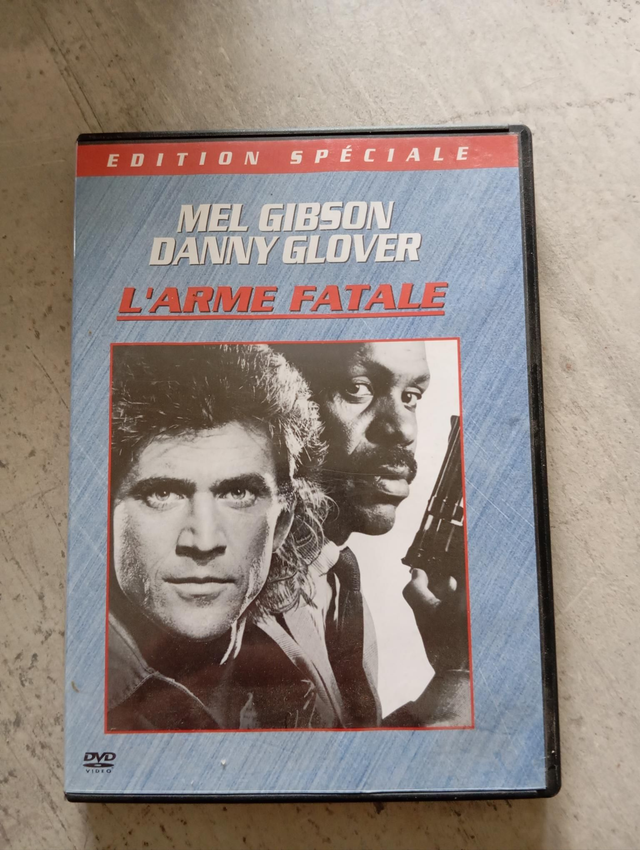 EDITION SPÉCIALE
MEL GIBSON
DANNY GLOVER
L'ARME FATALE
DVD
VIDEO